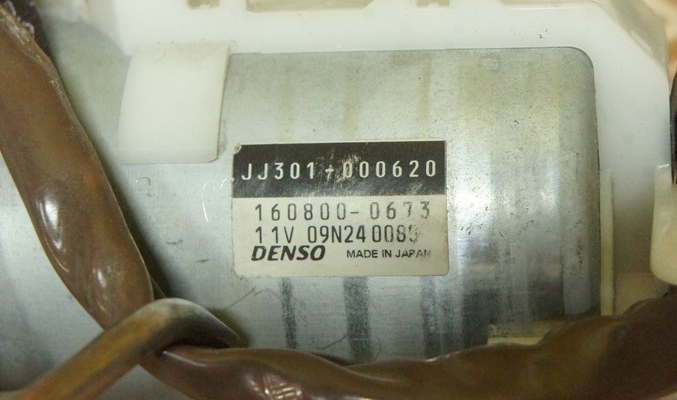 JJ301-000620
160800-0673
11V 09N240085
DENSO MADE IN JAPAN